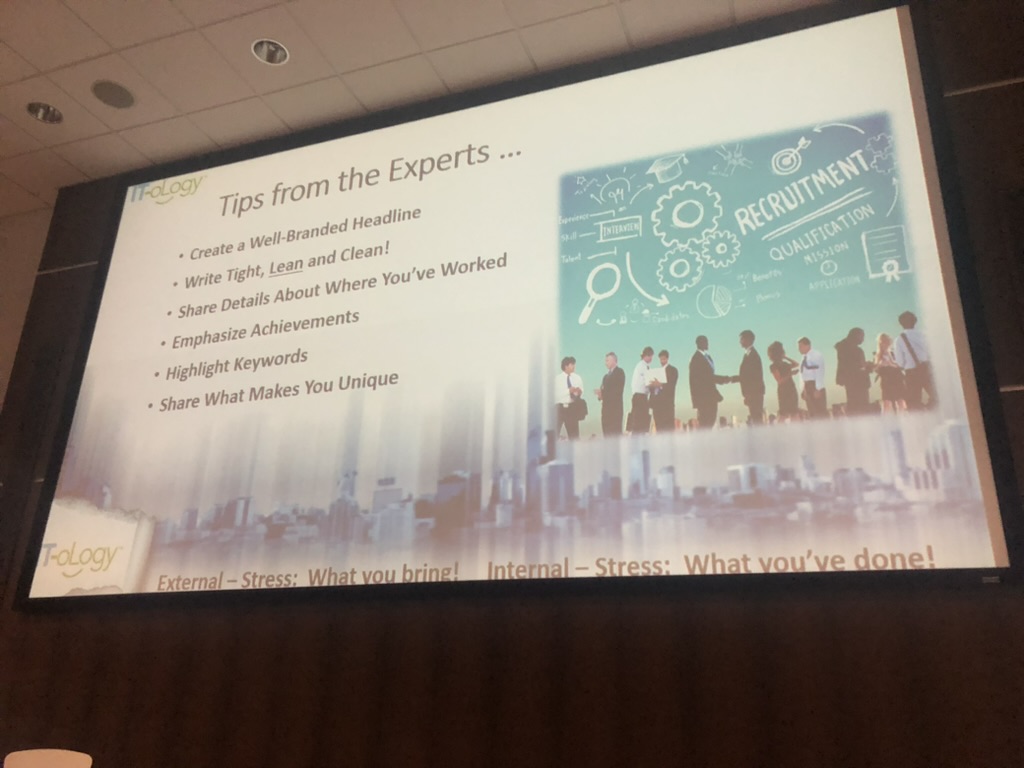 IT-oLogy
Tips from the Experts ...
• Create a Well-Branded Headline
• Write Tight, Lean and Clean!
• Share Details About Where You've Worked
• Emphasize Achievements
• Highlight Keywords
• Share What Makes You Unique
Experience
Skill
Talent
INTERVIEW
RECRUITMENT
QUALIFICATION
MISSION
APPLICATION
Benefits
Candidates
IT-oLogy
External – Stress: What you bring! Internal – Stress: What you've done!